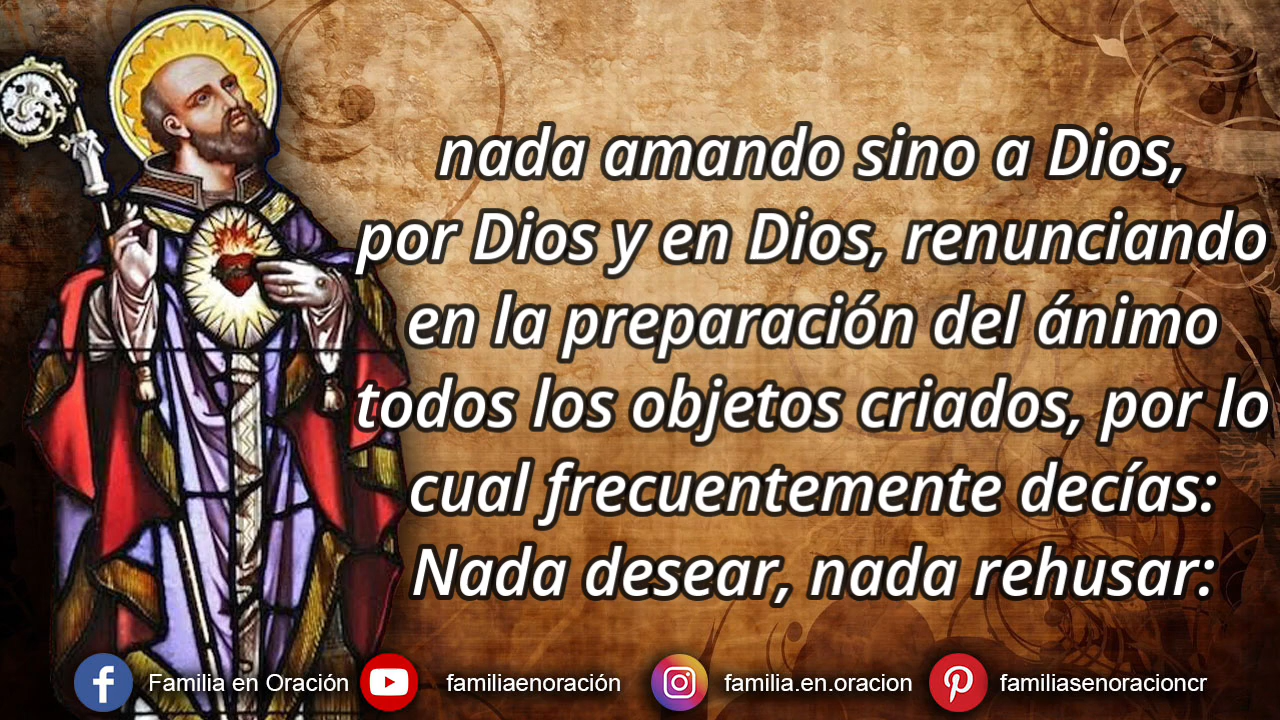 nada amando sino a Dios,
por Dios y en Dios, renunciando
en la preparación del ánimo
todos los objetos criados, por lo
cual frecuentemente decías:
Nada desear, nada rehusar:
Familia en Oración familiaenoración familia.en.oracion familiasenoracioncr